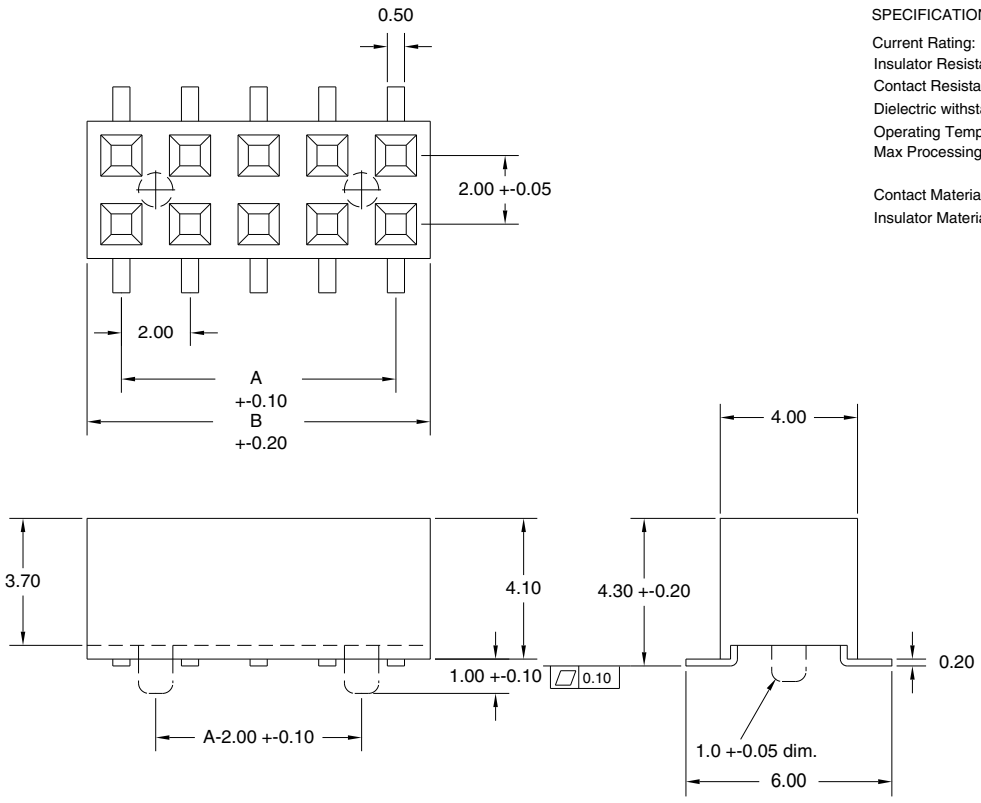 0.50
SPECIFICATION
Current Rating:
Insulator Resista
Contact Resista
Dielectric withsta
Operating Temp
Max Processing
Contact Materia
Insulator Materia
2.00 +-0.05
2.00
A
+-0.10
B
+-0.20
4.00
3.70
4.10
4.30 +-0.20
1.00 +-0.10
0.10
0.20
A-2.00 +-0.10
1.0 +-0.05 dim.
6.00